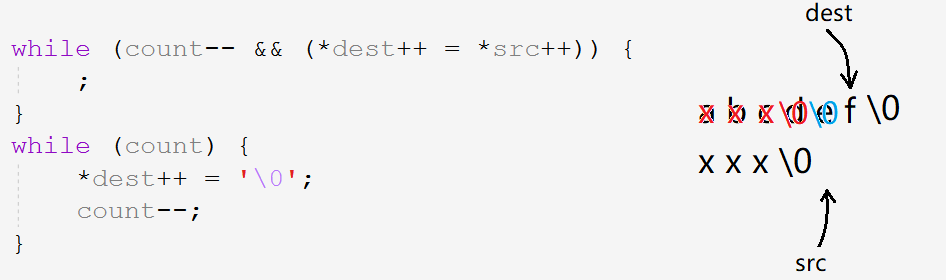 while (count-- && (*dest++ = *src++)) {
    ;
}
while (count) {
    *dest++ = '\0';
    count--;
}
dest
a b c d e f \0
x x x \0 \0
x x x \0
src